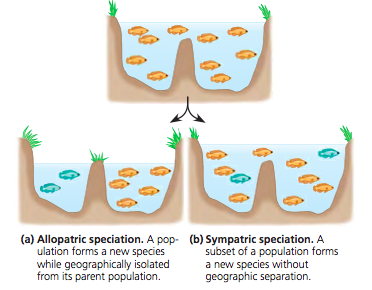 (a) Allopatric speciation. A pop-
ulation forms a new species
while geographically isolated
from its parent population.
(b) Sympatric speciation. A
subset of a population forms
a new species without
geographic separation.